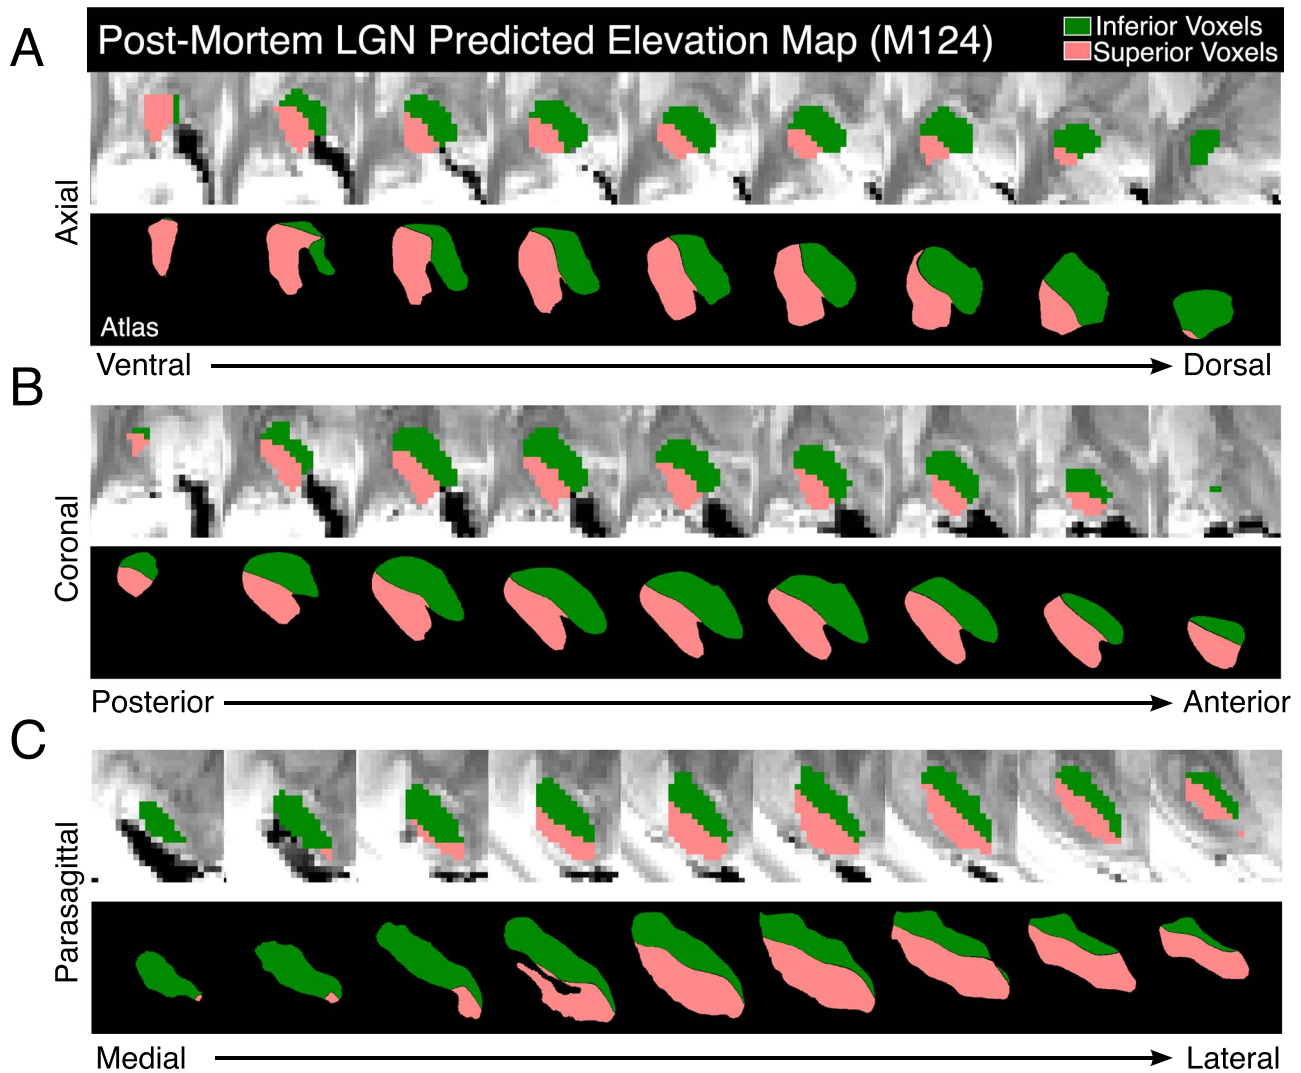 A
Post-Mortem LGN Predicted Elevation Map (M124)
Inferior Voxels
Superior Voxels
Axial
Atlas
Ventral
Dorsal
B
Coronal
Posterior
Anterior
C
Parasagittal
Medial
Lateral